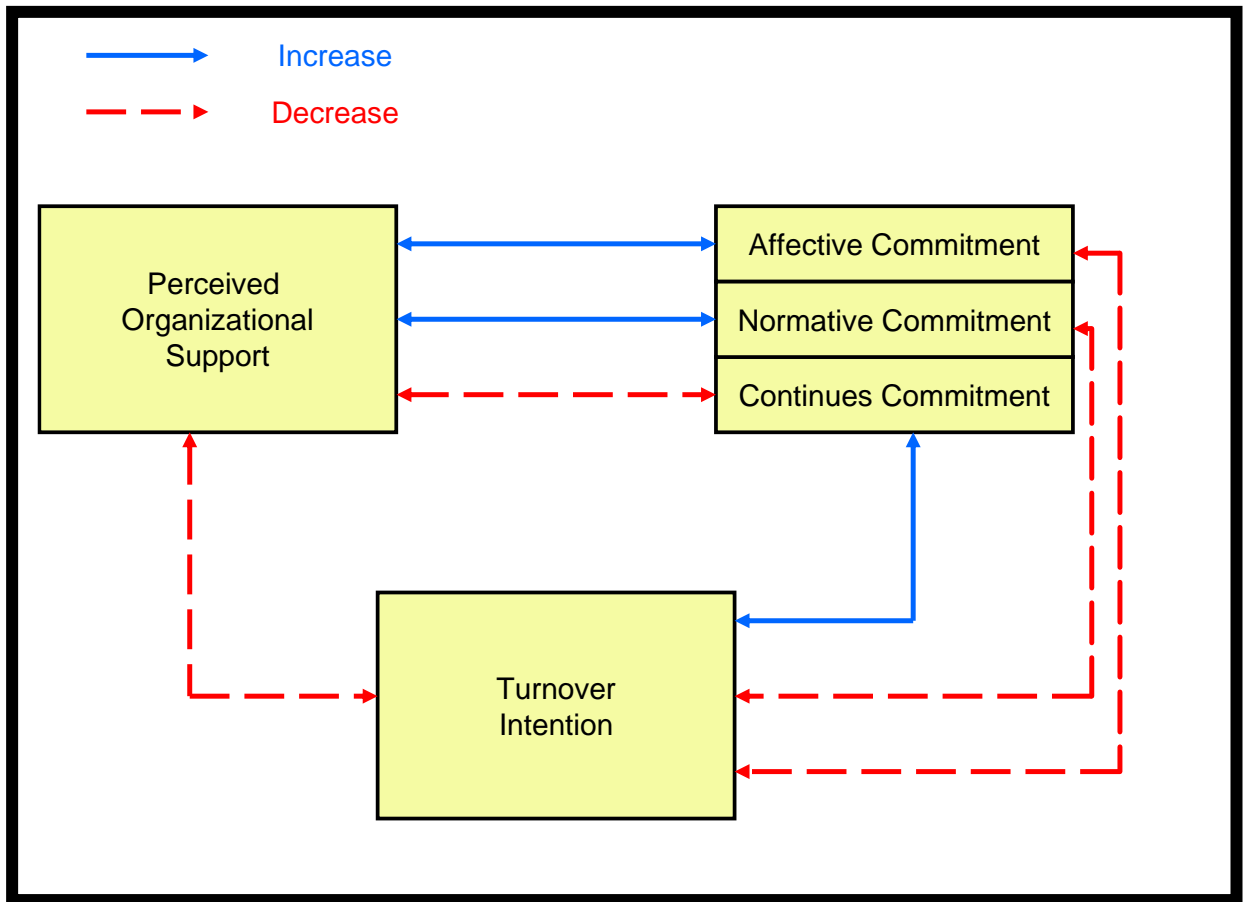 Increase
Decrease
Perceived
Organizational
Support
Affective Commitment
Normative Commitment
Continues Commitment
Turnover
Intention